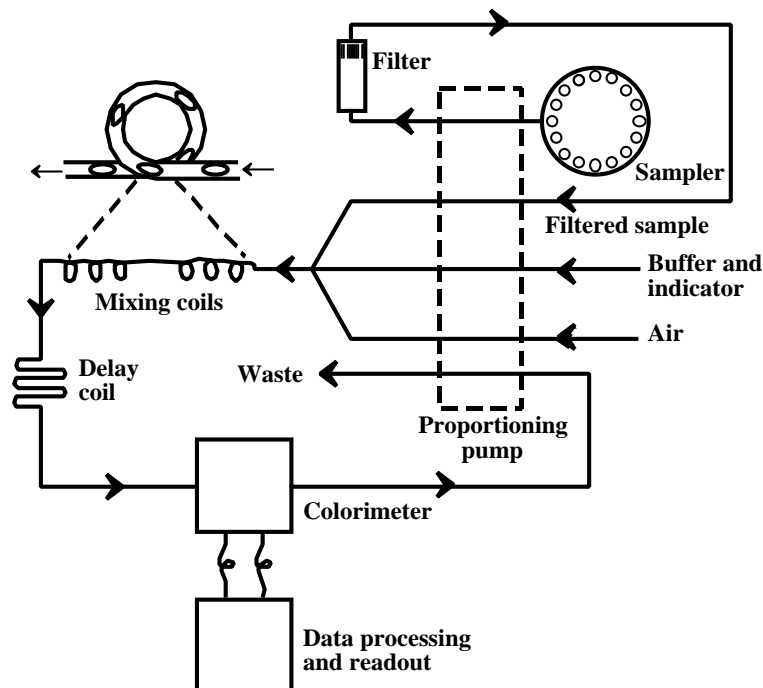 Filter
Sampler
Filtered sample
Buffer and
indicator
Mixing coils
Air
Delay
coil
Waste
Proportioning
pump
Colorimeter
Data processing
and readout